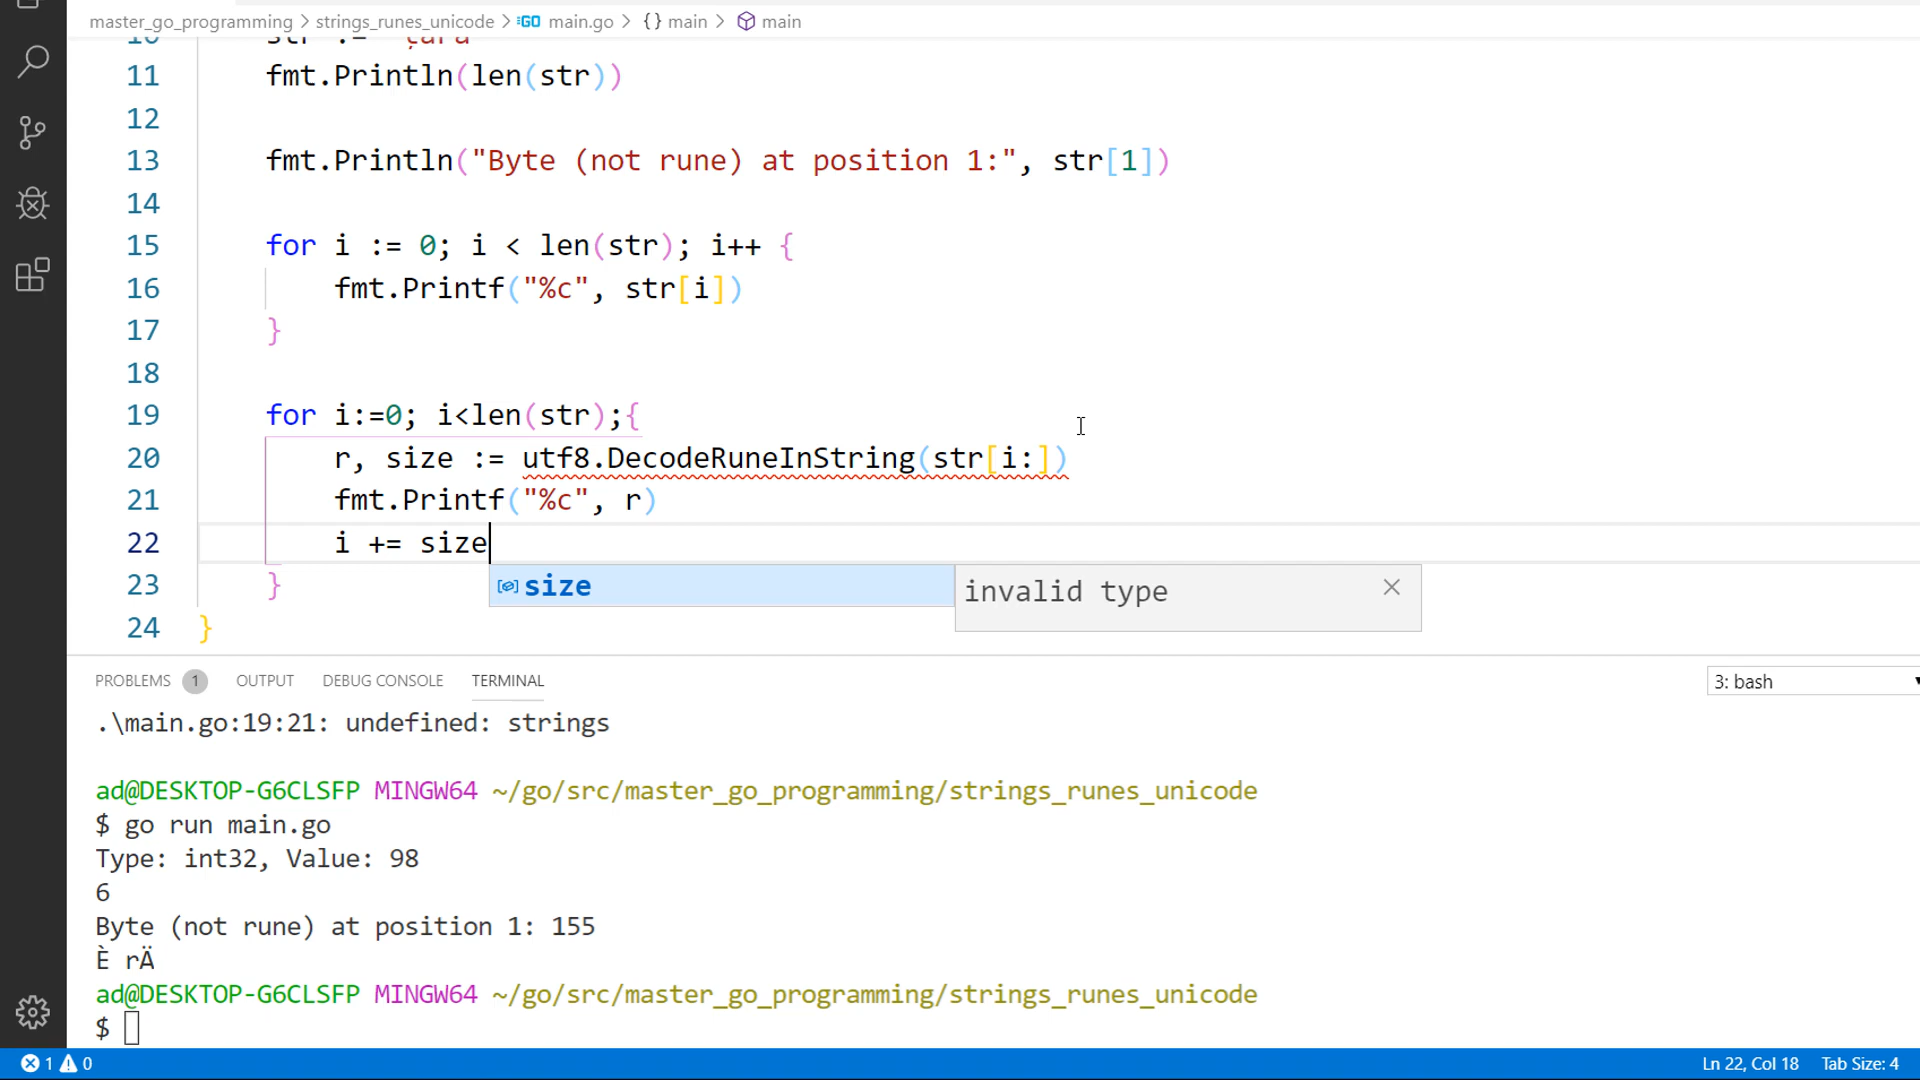 master_go_programming > strings_runes_unicode > GO main.go > {} main > main
10 str := "țară"
11 fmt.Println(len(str))
12
13 fmt.Println("Byte (not rune) at position 1:", str[1])
14
15 for i := 0; i < len(str); i++ {
16 fmt.Printf("%c", str[i])
17 }
18
19 for i:=0; i<len(str);{
20 r, size := utf8.DecodeRuneInString(str[i:])
21 fmt.Printf("%c", r)
22 i += size
size
invalid type
23 }
24 }
PROBLEMS 1 OUTPUT DEBUG CONSOLE TERMINAL 3: bash
.\main.go:19:21: undefined: strings
ad@DESKTOP-G6CLSFP MINGW64 ~/go/src/master_go_programming/strings_runes_unicode
$ go run main.go
Type: int32, Value: 98
6
Byte (not rune) at position 1: 155
È rÄ
ad@DESKTOP-G6CLSFP MINGW64 ~/go/src/master_go_programming/strings_runes_unicode
$
1 0 Ln 22, Col 18 Tab Size: 4